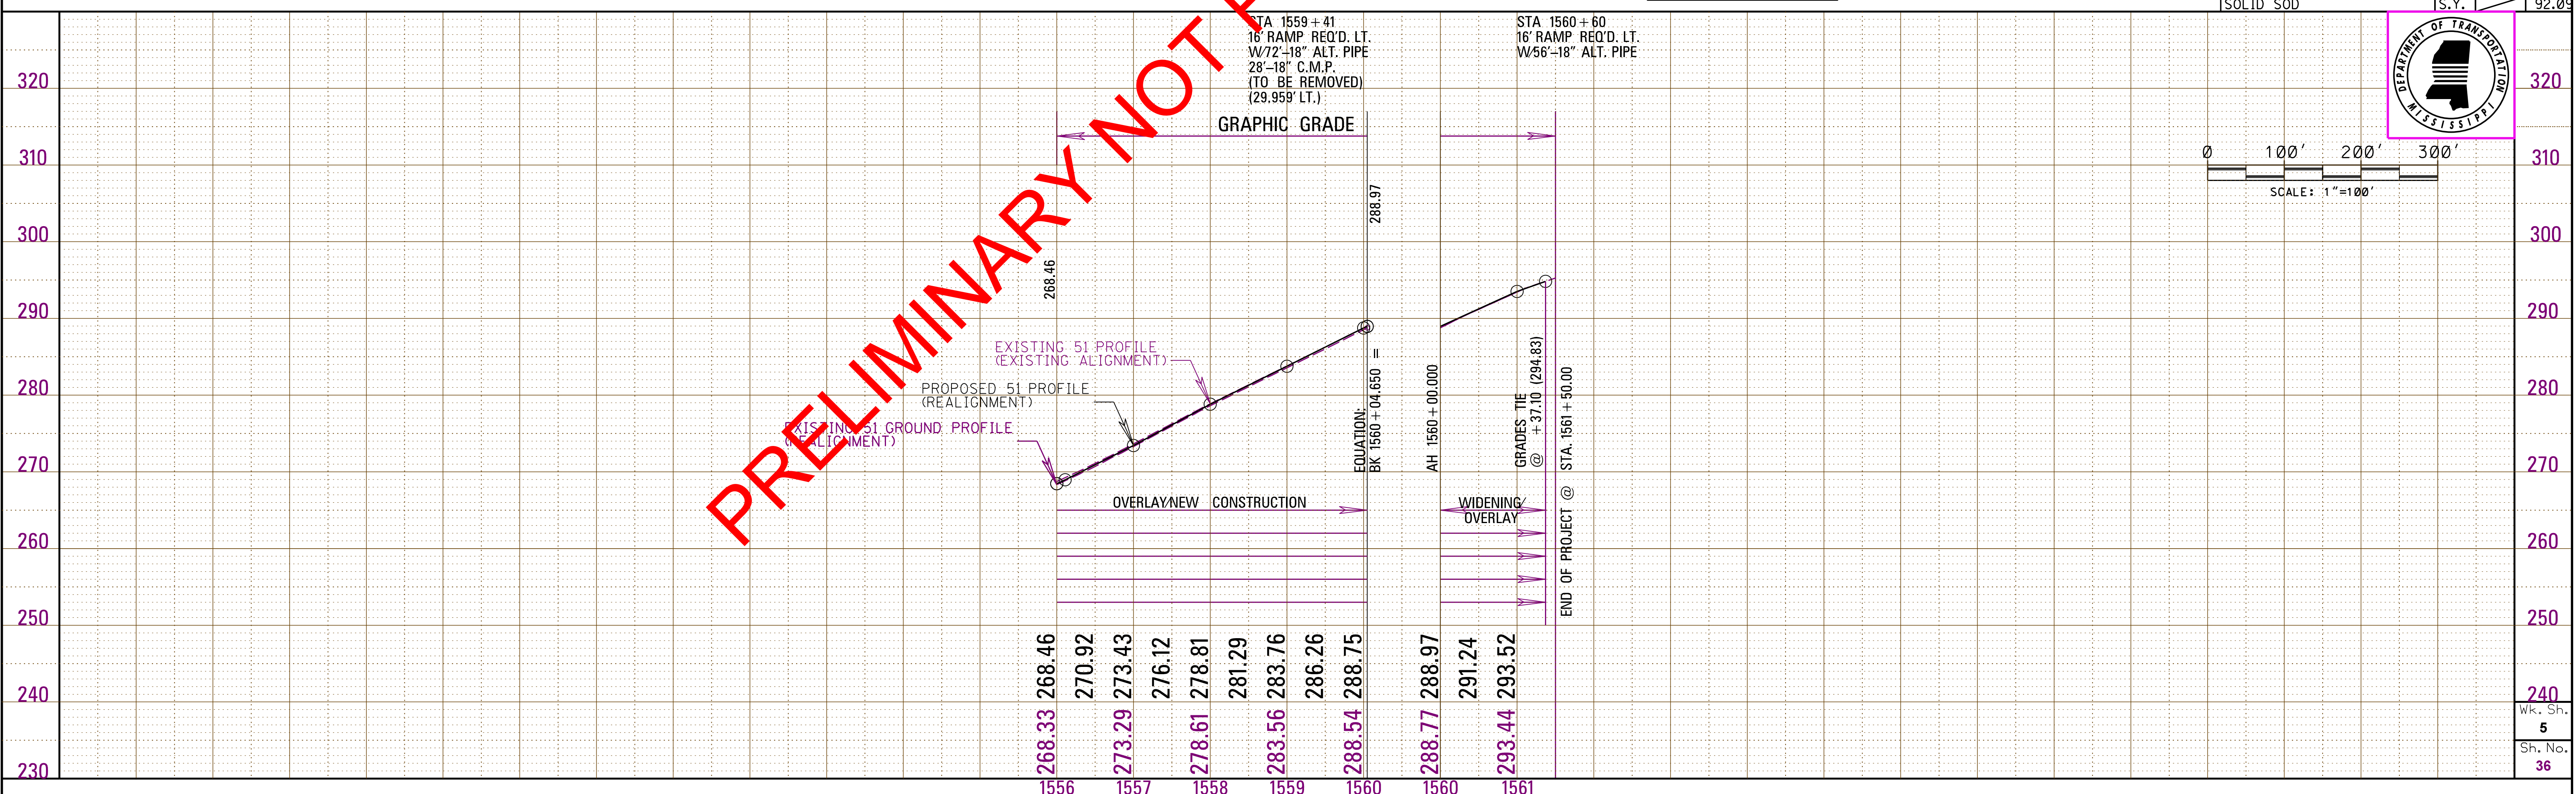 SOLID SOD S.Y. 92.09
STA 1559+41
16' RAMP REQ'D. LT.
W/72'-18" ALT. PIPE
28'-18" C.M.P.
(TO BE REMOVED)
(29.959' LT.)
STA 1560+60
16' RAMP REQ'D. LT.
W/56'-18" ALT. PIPE
DEPARTMENT OF TRANSPORTATION
MISSISSIPPI
GRAPHIC GRADE
PRELIMINARY NOT
0 100' 200' 300'
SCALE: 1"=100'
320
310
300
290
280
270
260
250
240
230
320
310
300
290
280
270
260
250
240
268.46
288.97
EXISTING 51 PROFILE
(EXISTING ALIGNMENT)
PROPOSED 51 PROFILE
(REALIGNMENT)
EXISTING 51 GROUND PROFILE
(REALIGNMENT)
EQUATION:
BK 1560+04.650 =
AH 1560+00.000
GRADES TIE
@ +37.10 (294.83)
END OF PROJECT @ STA. 1561+50.00
OVERLAY/NEW CONSTRUCTION
WIDENING/
OVERLAY
268.46 270.92 273.43 276.12 278.81 281.29 283.76 286.26 288.75 288.97 291.24 293.52
268.33 273.29 278.61 283.56 288.54 288.77 293.44
1556 1557 1558 1559 1560 1560 1561
Wk. Sh.
5
Sh. No.
36